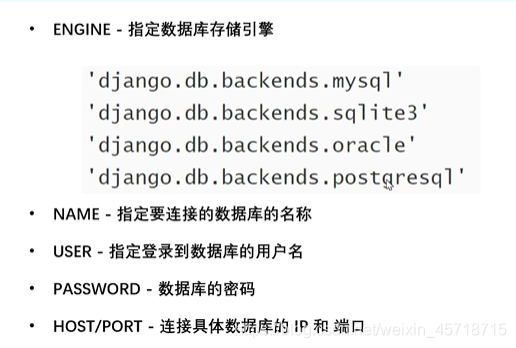 • ENGINE - 指定数据库存储引擎
'django.db.backends.mysql'
'django.db.backends.sqlite3'
'django.db.backends.oracle'
'django.db.backends.postgresql'
• NAME - 指定要连接的数据库的名称
• USER - 指定登录到数据库的用户名
• PASSWORD - 数据库的密码
• HOST/PORT - 连接具体数据库的 IP 和 端口
net/weixin_45718715